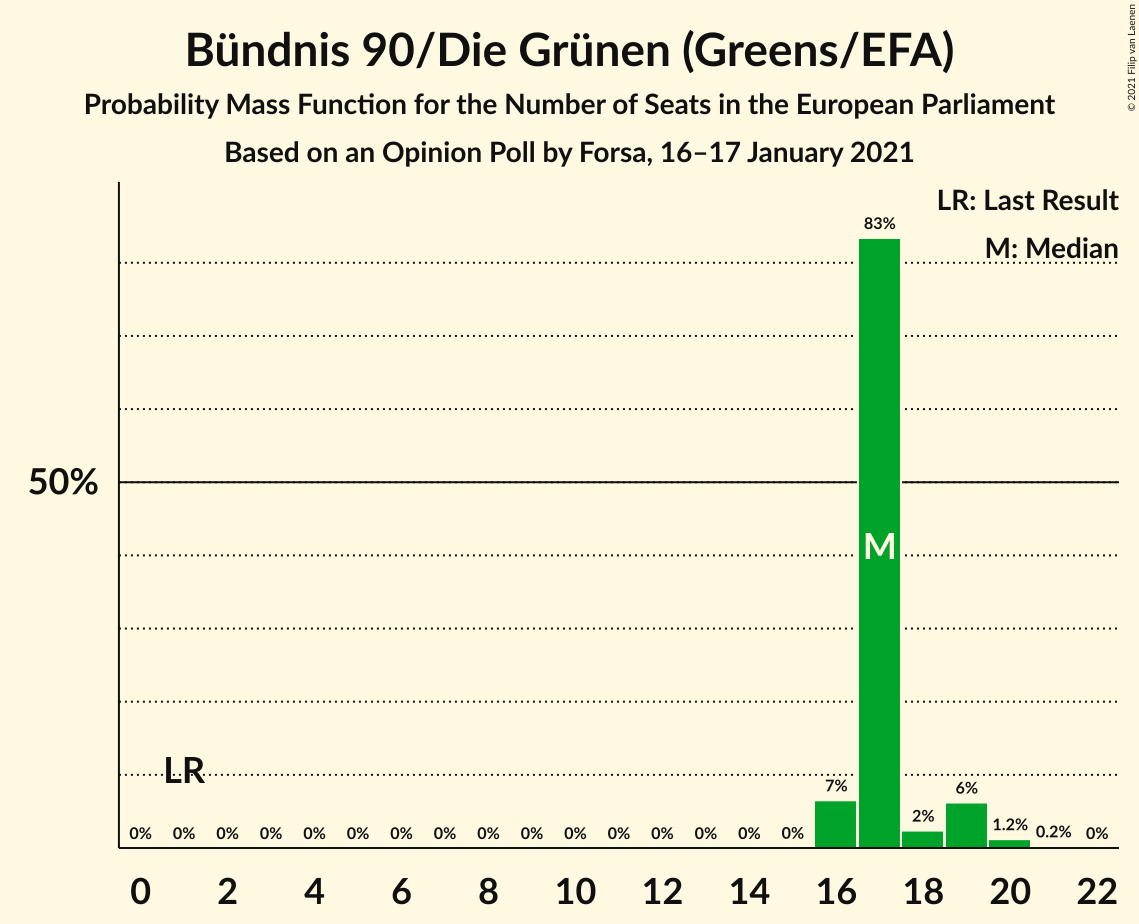 Bündnis 90/Die Grünen (Greens/EFA)
Probability Mass Function for the Number of Seats in the European Parliament
Based on an Opinion Poll by Forsa, 16–17 January 2021
© 2021 Filip van Laenen
LR: Last Result
M: Median
83%
50%
M
LR
0% 0% 0% 0% 0% 0% 0% 0% 0% 0% 0% 0% 0% 0% 0% 0% 7% 2% 6% 1.2% 0.2% 0%
0 2 4 6 8 10 12 14 16 18 20 22